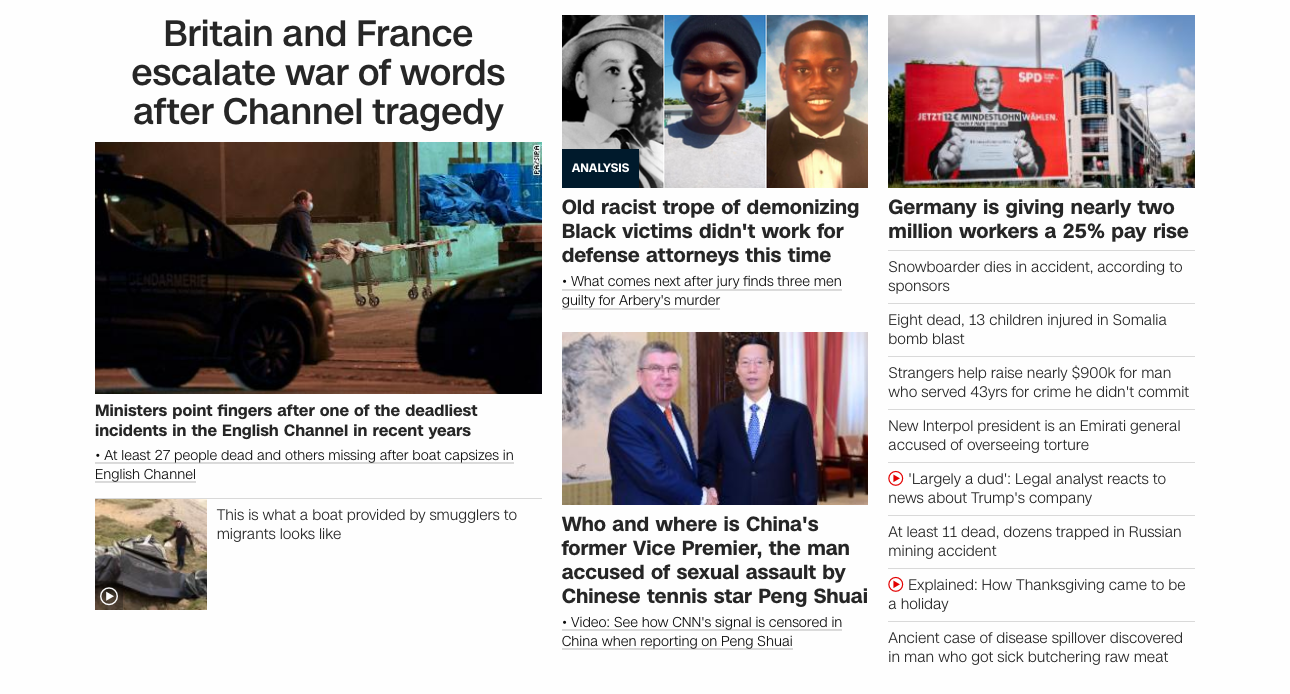 Britain and France
escalate war of words
after Channel tragedy
PA/SIPA
GENDARMERIE
Ministers point fingers after one of the deadliest
incidents in the English Channel in recent years
• At least 27 people dead and others missing after boat capsizes in
English Channel
This is what a boat provided by smugglers to
migrants looks like
ANALYSIS
Old racist trope of demonizing
Black victims didn't work for
defense attorneys this time
• What comes next after jury finds three men
guilty for Arbery's murder
Who and where is China's
former Vice Premier, the man
accused of sexual assault by
Chinese tennis star Peng Shuai
• Video: See how CNN's signal is censored in
China when reporting on Peng Shuai
SPD
JETZT 12 € MINDESTLOHN WÄHLEN.
Germany is giving nearly two
million workers a 25% pay rise
Snowboarder dies in accident, according to
sponsors
Eight dead, 13 children injured in Somalia
bomb blast
Strangers help raise nearly $900k for man
who served 43yrs for crime he didn't commit
New Interpol president is an Emirati general
accused of overseeing torture
'Largely a dud': Legal analyst reacts to
news about Trump's company
At least 11 dead, dozens trapped in Russian
mining accident
Explained: How Thanksgiving came to be
a holiday
Ancient case of disease spillover discovered
in man who got sick butchering raw meat